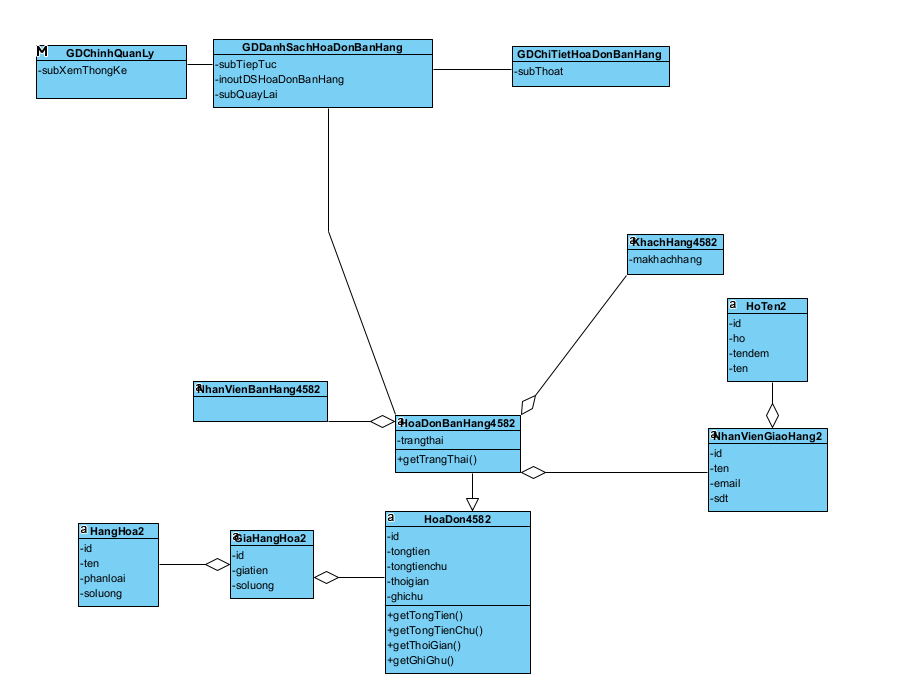 M
GDChinhQuanLy
-subXemThongKe
GDDanhSachHoaDonBanHang
-subTiepTuc
-inoutDSHoaDonBanHang
-subQuayLai
GDChiTietHoaDonBanHang
-subThoat
a
KhachHang4582
-makhachhang
a
HoTen2
-id
-ho
-tendem
-ten
a
NhanVienBanHang4582
a
HoaDonBanHang4582
-trangthai
+getTrangThai()
a
NhanVienGiaoHang2
-id
-ten
-email
-sdt
a
HangHoa2
-id
-ten
-phanloai
-soluong
a
GiaHangHoa2
-id
-giatien
-soluong
a
HoaDon4582
-id
-tongtien
-tongtienchu
-thoigian
-ghichu
+getTongTien()
+getTongTienChu()
+getThoiGian()
+getGhiGhu()